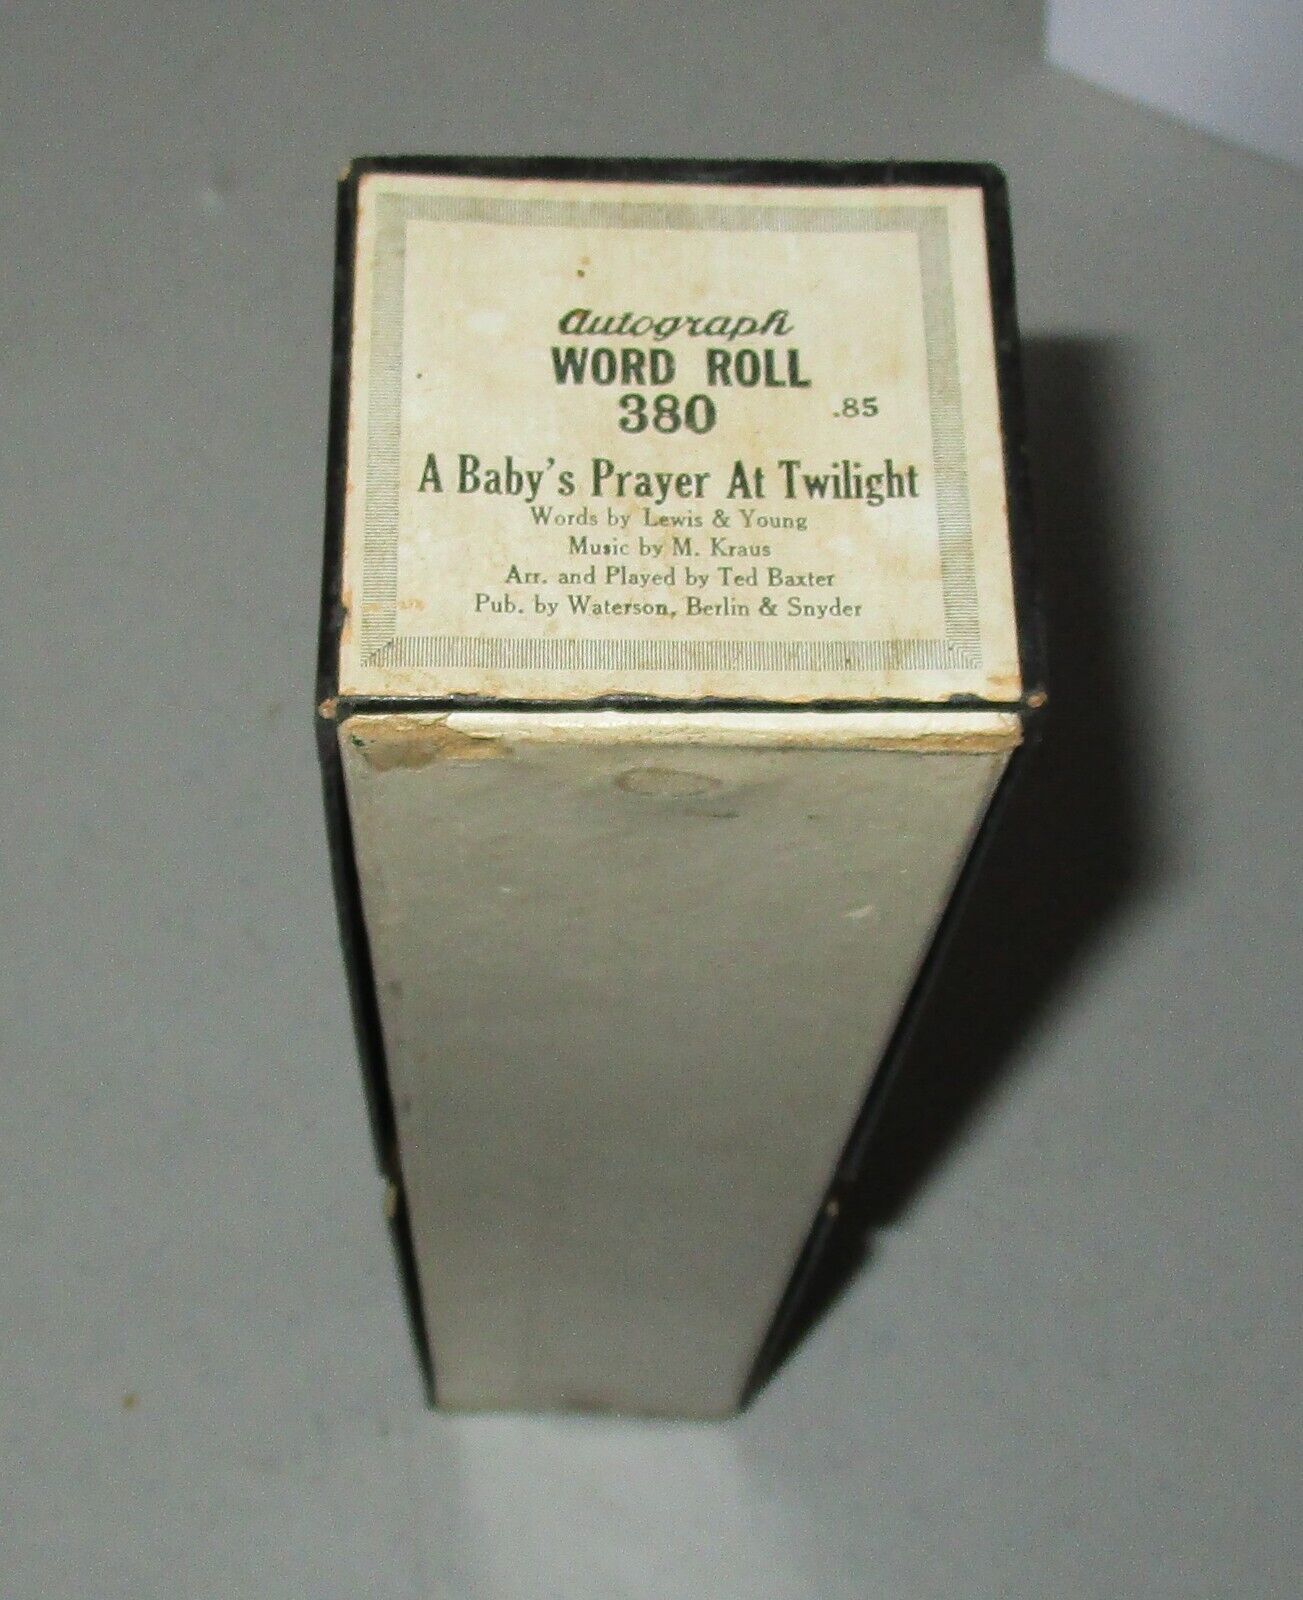 Autograph
WORD ROLL
380 .85
A Baby's Prayer At Twilight
Words by Lewis & Young
Music by M. Kraus
Arr. and Played by Ted Baxter
Pub. by Waterson, Berlin & Snyder